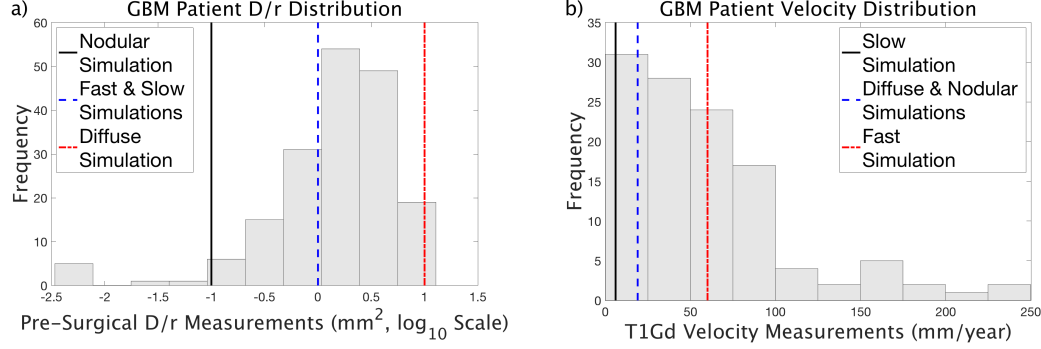 a)
GBM Patient D/r Distribution
Nodular
Simulation
Fast & Slow
Simulations
Diffuse
Simulation
Frequency
60
50
40
30
20
10
0
-2.5 -2 -1.5 -1 -0.5 0 0.5 1 1.5
Pre-Surgical D/r Measurements (mm², log₁₀ Scale)
b)
GBM Patient Velocity Distribution
Slow
Simulation
Diffuse & Nodular
Simulations
Fast
Simulation
Frequency
35
30
25
20
15
10
5
0
0 50 100 150 200 250
T1Gd Velocity Measurements (mm/year)